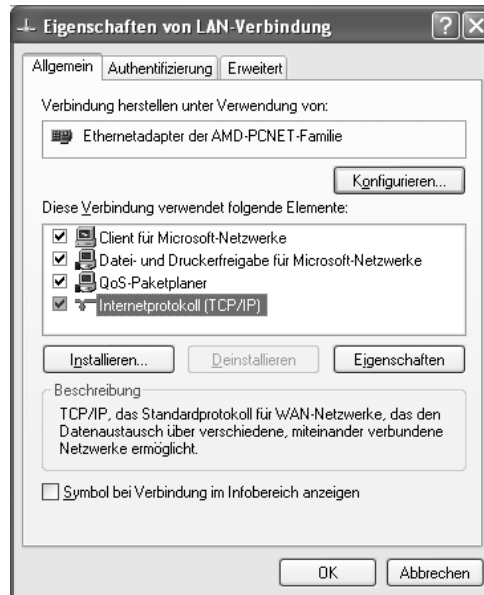 Eigenschaften von LAN-Verbindung
Allgemein Authentifizierung Erweitert
Verbindung herstellen unter Verwendung von:
Ethernetadapter der AMD-PCNET-Familie
Konfigurieren...
Diese Verbindung verwendet folgende Elemente:
Client für Microsoft-Netzwerke
Datei- und Druckerfreigabe für Microsoft-Netzwerke
QoS-Paketplaner
Internetprotokoll (TCP/IP)
Installieren... Deinstallieren Eigenschaften
Beschreibung
TCP/IP, das Standardprotokoll für WAN-Netzwerke, das den
Datenaustausch über verschiedene, miteinander verbundene
Netzwerke ermöglicht.
Symbol bei Verbindung im Infobereich anzeigen
OK Abbrechen